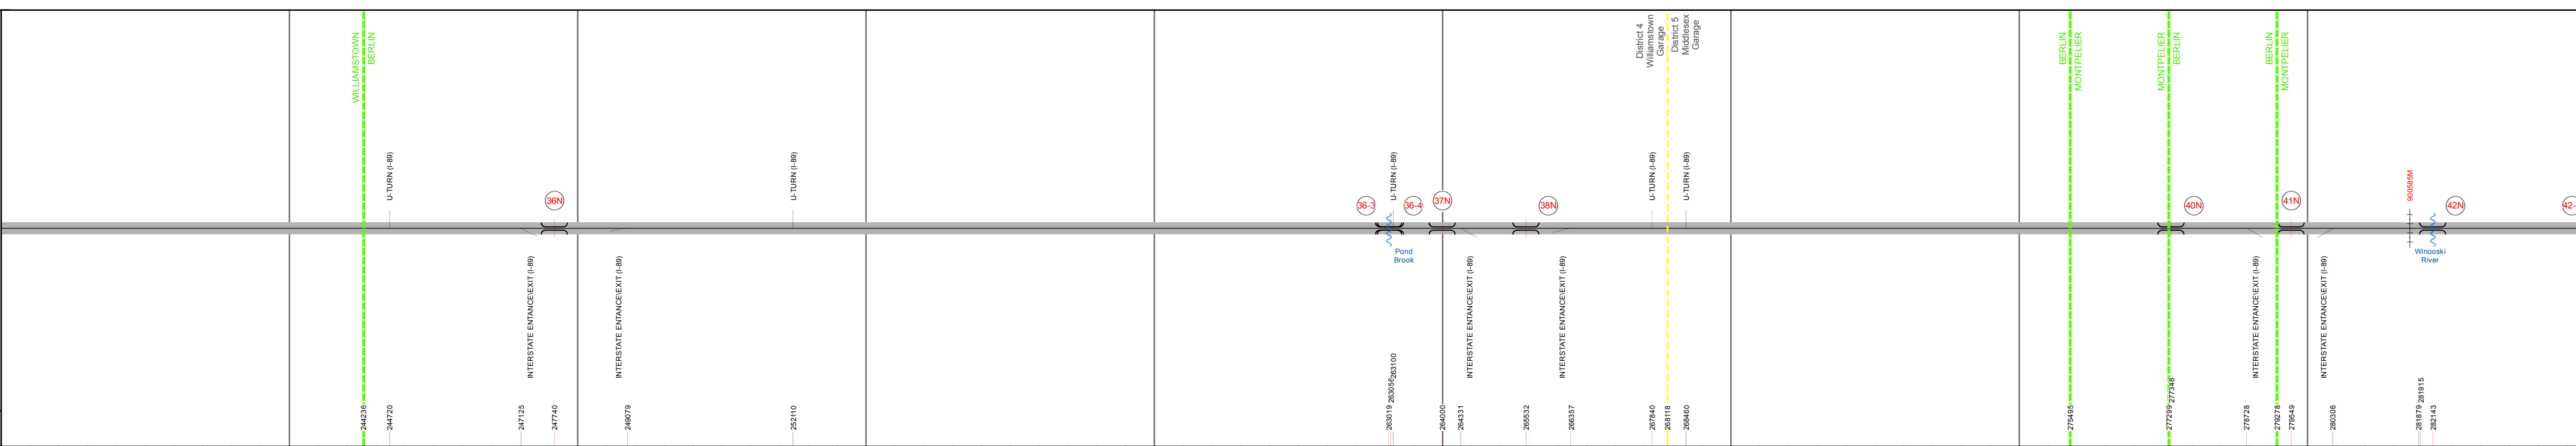 WILLIAMSTOWN
BERLIN
District 4
Williamstown
Garage
District 5
Middlesex
Garage
BERLIN
MONTPELIER
MONTPELIER
BERLIN
BERLIN
MONTPELIER
U-TURN (I-89)
U-TURN (I-89)
U-TURN (I-89)
U-TURN (I-89)
U-TURN (I-89)
900585M
36N
36-3
36-4
37N
38N
40N
41N
42N
42-
Pond
Brook
Winooski
River
INTERSTATE ENTANCE\EXIT (I-89)
INTERSTATE ENTANCE\EXIT (I-89)
INTERSTATE ENTANCE\EXIT (I-89)
INTERSTATE ENTANCE\EXIT (I-89)
INTERSTATE ENTANCE\EXIT (I-89)
INTERSTATE ENTANCE\EXIT (I-89)
244236
244720
247125
247740
249079
252110
263019
263056
263100
264000
264331
265532
266357
267840
268118
268460
275495
277299
277348
278728
279278
279549
280306
281879
281915
282143